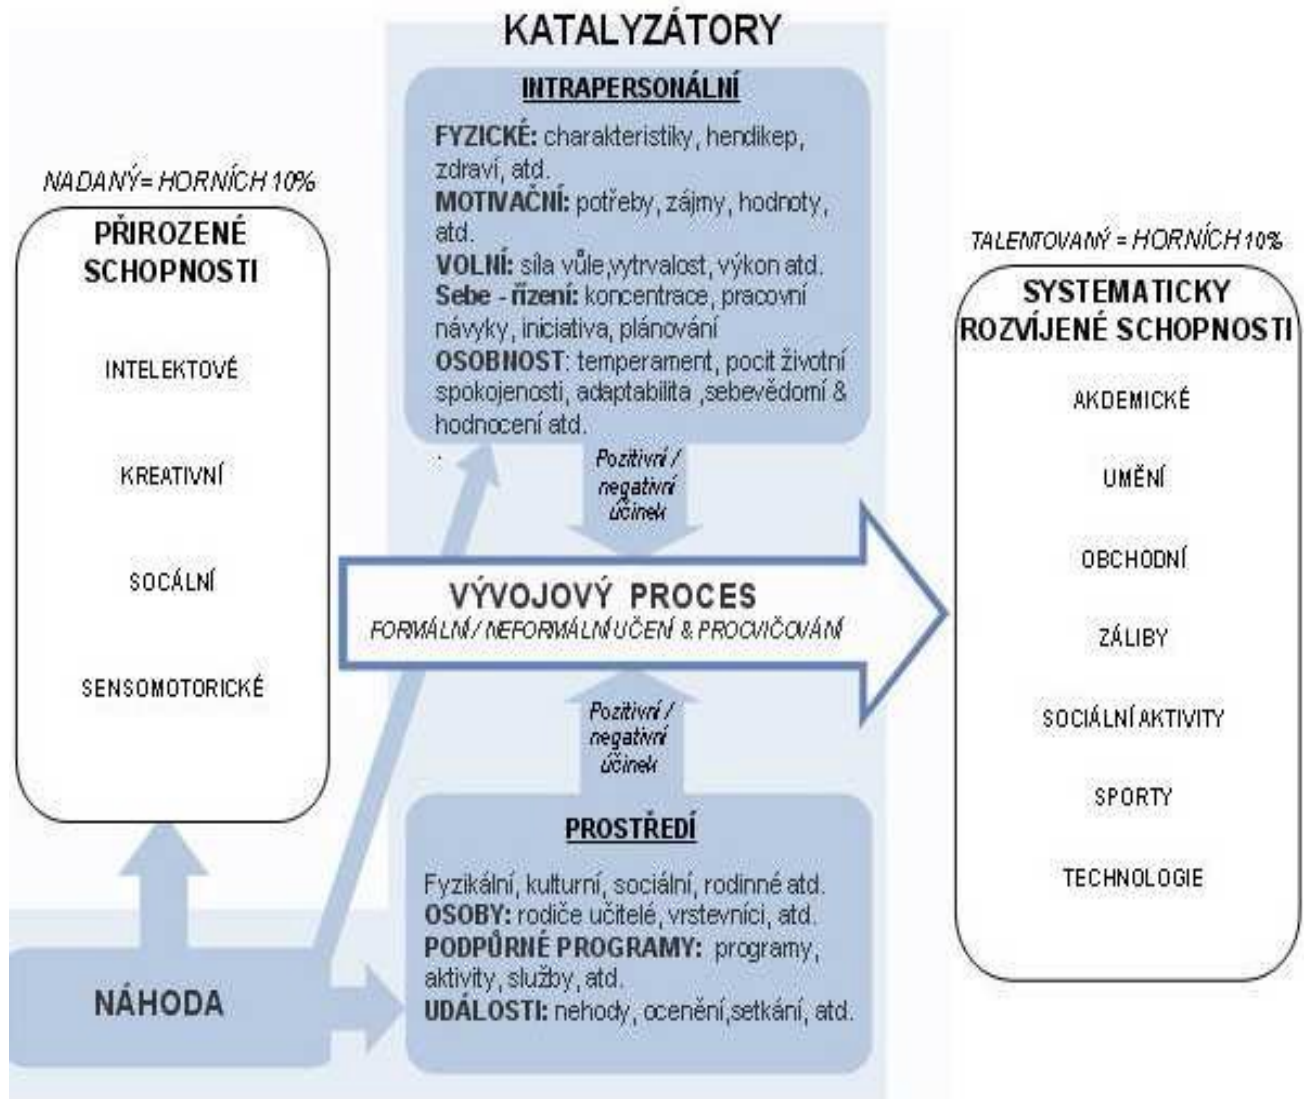 KATALYZÁTORY
INTRAPERSONÁLNÍ
FYZICKÉ: charakteristiky, hendikep,
zdraví, atd.
MOTIVAČNÍ: potřeby, zájmy, hodnoty,
atd.
VOLNÍ: síla vůle,vytrvalost, výkon atd.
Sebe - řízení: koncentrace, pracovní
návyky, iniciativa, plánování
OSOBNOST: temperament, pocit životní
spokojenosti, adaptabilita ,sebevědomí &
hodnocení atd.
NADANÝ= HORNÍCH 10%
PŘIROZENÉ
SCHOPNOSTI
INTELEKTOVÉ
KREATIVNÍ
SOCÁLNÍ
SENSOMOTORICKÉ
Pozitivní /
negativní
účinek
VÝVOJOVÝ PROCES
FORMÁLNÍ / NEFORMÁLNÍ UČENÍ & PROCVIČOVÁNÍ
Pozitivní /
negativní
účinek
TALENTOVANÝ = HORNÍCH 10%
SYSTEMATICKY
ROZVÍJENÉ SCHOPNOSTI
AKDEMICKÉ
UMĚNÍ
OBCHODNÍ
ZÁLIBY
SOCIÁLNÍ AKTIVITY
SPORTY
TECHNOLOGIE
PROSTŘEDÍ
Fyzikální, kulturní, sociální, rodinné atd.
OSOBY: rodiče učitelé, vrstevníci, atd.
PODPŮRNÉ PROGRAMY: programy,
aktivity, služby, atd.
UDÁLOSTI: nehody, ocenění,setkání, atd.
NÁHODA